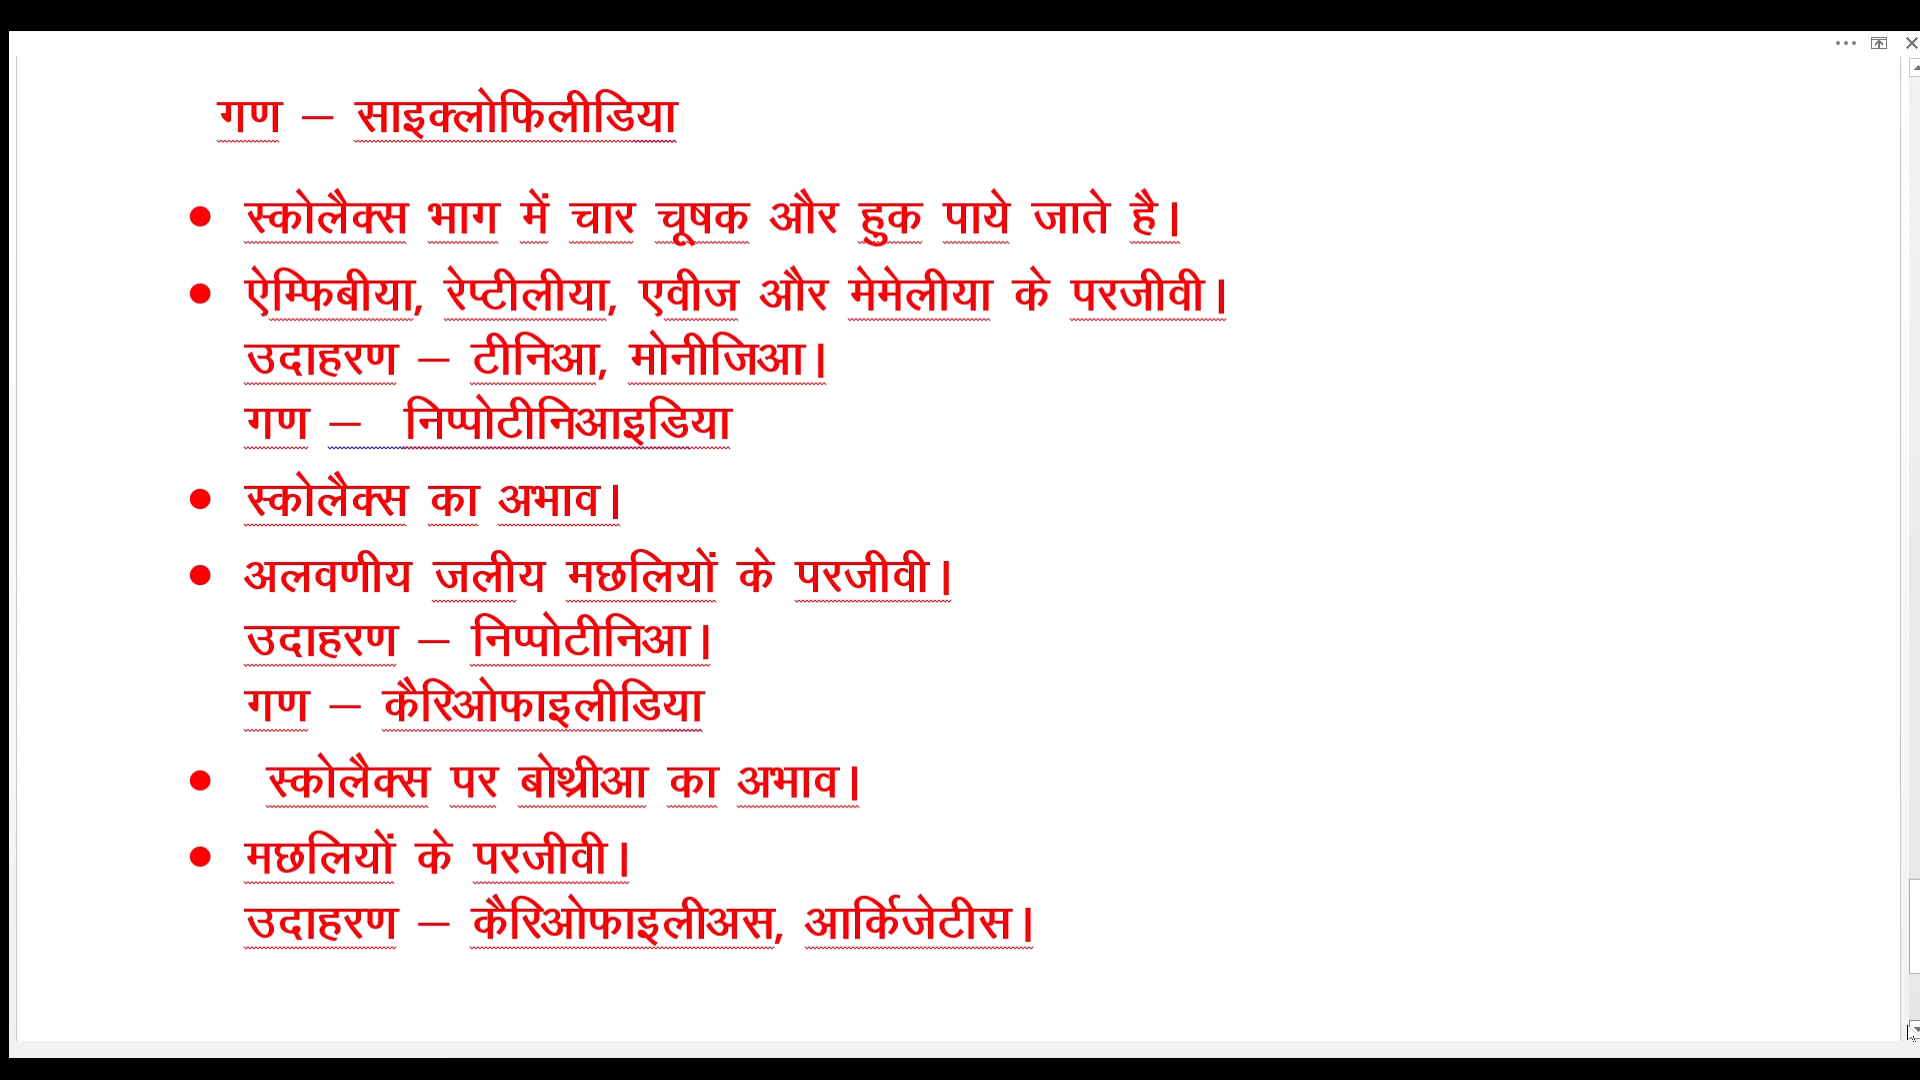 गण – साइक्लोफिलीडिया
• स्कोलैक्स भाग में चार चूषक और हुक पाये जाते है।
• ऐम्फिबीया, रेप्टीलीया, एवीज और मेमेलीया के परजीवी।
उदाहरण – टीनिआ, मोनीजिआ।
गण – निप्पोटीनिआइडिया
• स्कोलैक्स का अभाव।
• अलवणीय जलीय मछलियों के परजीवी।
उदाहरण – निप्पोटीनिआ।
गण – कैरिओफाइलीडिया
• स्कोलैक्स पर बोथ्रीआ का अभाव।
• मछलियों के परजीवी।
उदाहरण – कैरिओफाइलीअस, आर्किजेटीस।